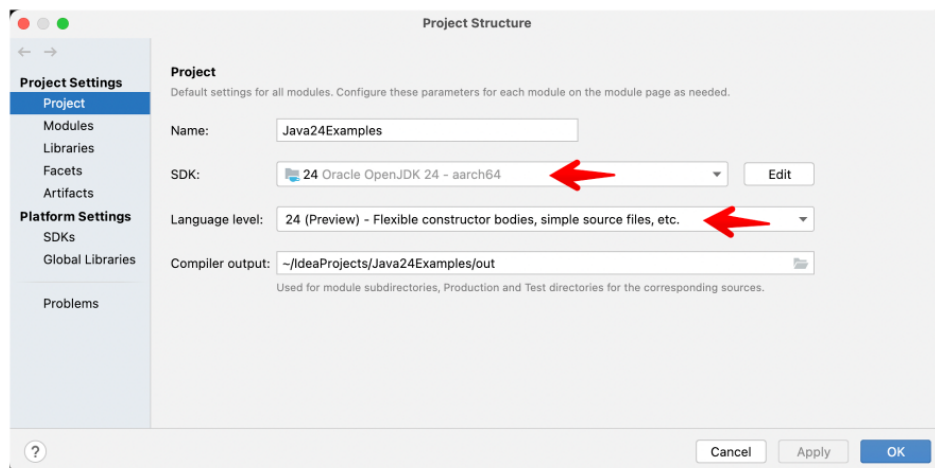 Project Structure
Project Settings
Project
Modules
Libraries
Facets
Artifacts
Platform Settings
SDKs
Global Libraries
Problems
Project
Default settings for all modules. Configure these parameters for each module on the module page as needed.
Name: Java24Examples
SDK: 24 Oracle OpenJDK 24 - aarch64 Edit
Language level: 24 (Preview) - Flexible constructor bodies, simple source files, etc.
Compiler output: ~/IdeaProjects/Java24Examples/out
Used for module subdirectories, Production and Test directories for the corresponding sources.
? Cancel Apply OK